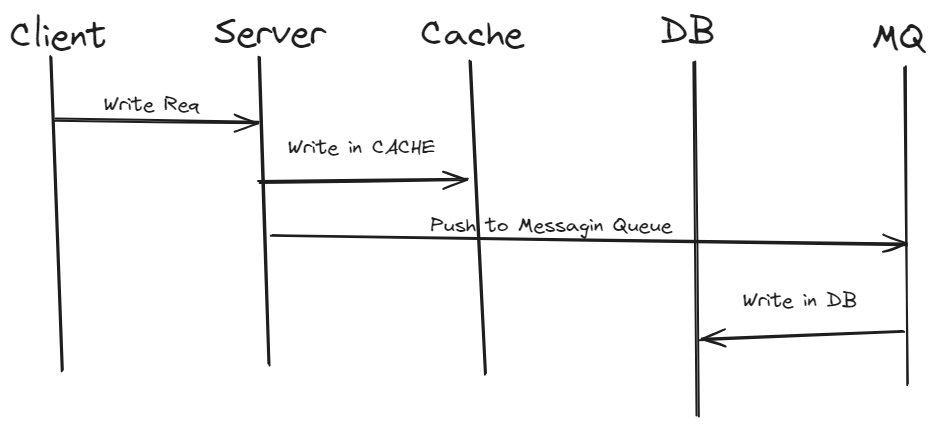 Client Server Cache DB MQ
Write Req
Write in CACHE
Push to Messagin Queue
Write in DB